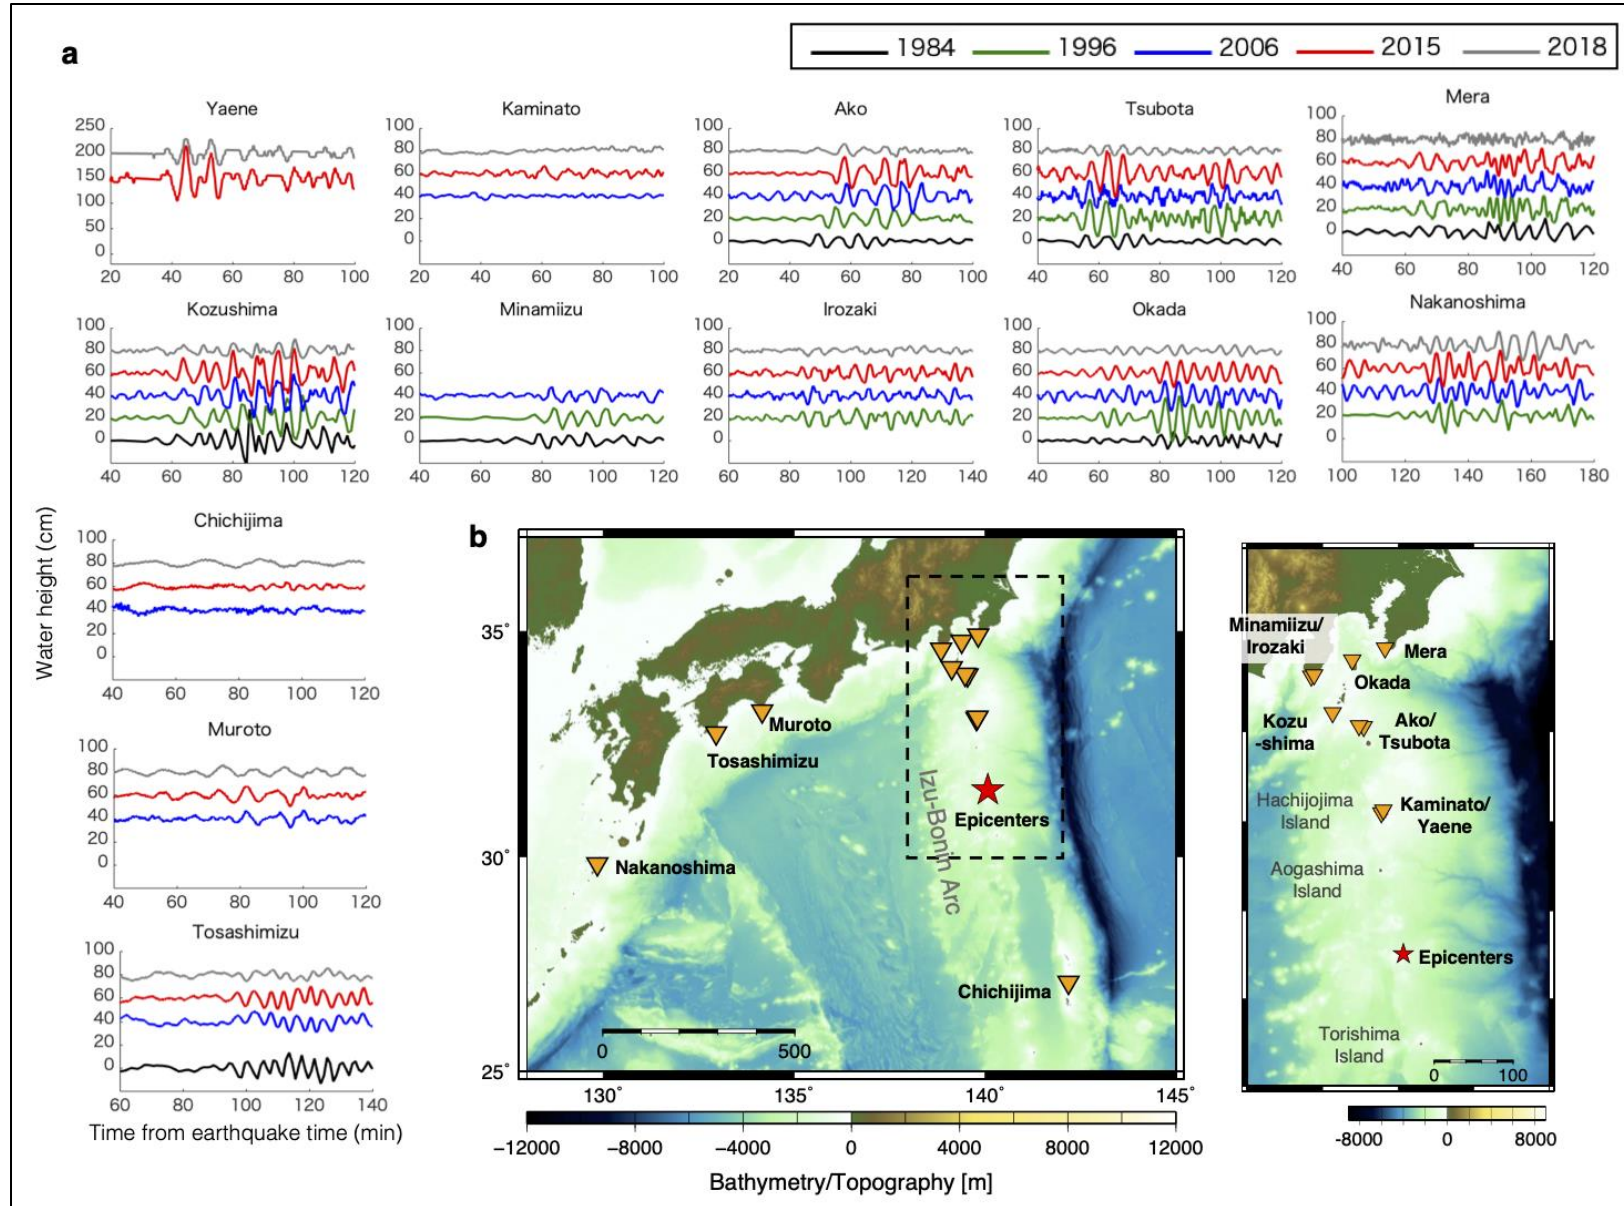 a
1984 1996 2006 2015 2018
Yaene
250
200
150
100
50
0
20 40 60 80 100
Kaminato
100
80
60
40
20
0
20 40 60 80 100
Ako
100
80
60
40
20
0
20 40 60 80 100
Tsubota
100
80
60
40
20
0
40 60 80 100 120
Mera
100
80
60
40
20
0
40 60 80 100 120
Kozushima
100
80
60
40
20
0
40 60 80 100 120
Minamiizu
100
80
60
40
20
0
40 60 80 100 120
Irozaki
100
80
60
40
20
0
60 80 100 120 140
Okada
100
80
60
40
20
0
40 60 80 100 120
Nakanoshima
100
80
60
40
20
0
100 120 140 160 180
Water height (cm)
Chichijima
100
80
60
40
20
0
40 60 80 100 120
Muroto
100
80
60
40
20
0
40 60 80 100 120
Tosashimizu
100
80
60
40
20
0
60 80 100 120 140
Time from earthquake time (min)
b
35°
30°
25°
Muroto
Tosashimizu
Izu-Bonin Arc
Epicenters
Nakanoshima
Chichijima
0 500
130° 135° 140° 145°
−12000 −8000 −4000 0 4000 8000 12000
Bathymetry/Topography [m]
Minamiizu/
Irozaki
Mera
Okada
Kozu
-shima
Ako/
Tsubota
Hachijojima
Island
Kaminato/
Yaene
Aogashima
Island
Epicenters
Torishima
Island
0 100
-8000 0 8000